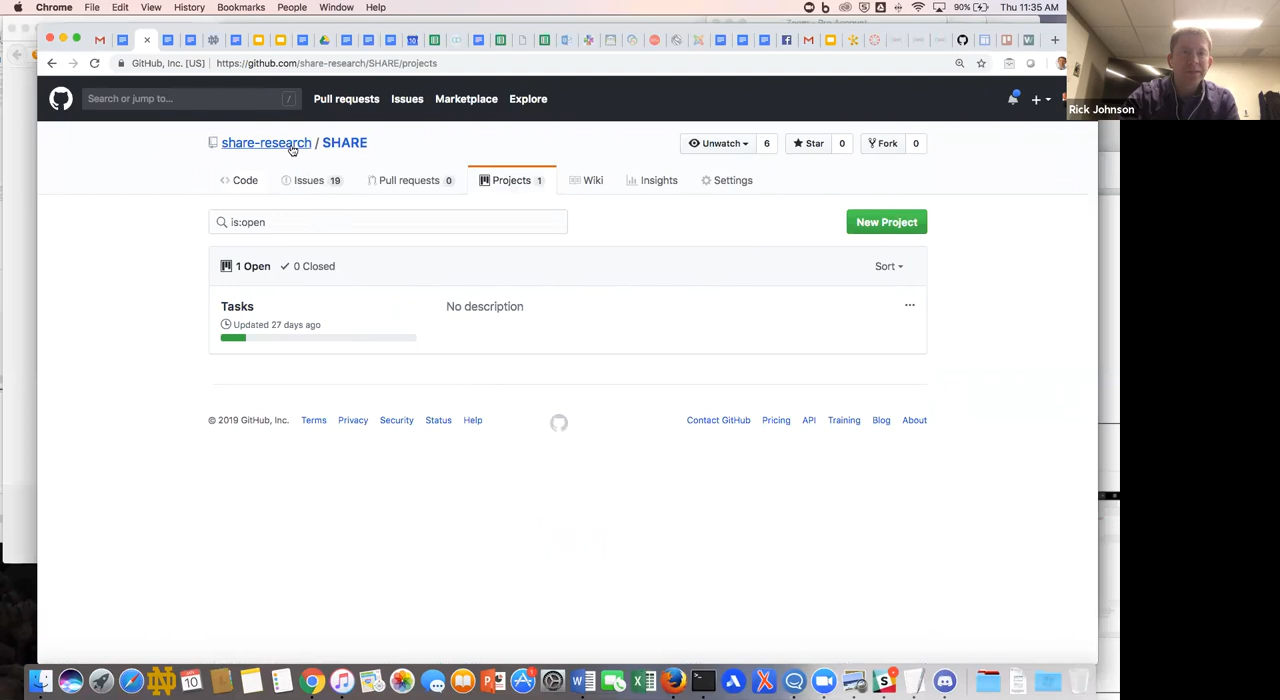 Chrome File Edit View History Bookmarks People Window Help 90% Thu 11:35 AM
GitHub, Inc. [US] https://github.com/share-research/SHARE/projects
Rick Johnson
Search or jump to... / Pull requests Issues Marketplace Explore
share-research / SHARE Unwatch 6 Star 0 Fork 0
Code Issues 19 Pull requests 0 Projects 1 Wiki Insights Settings
is:open New Project
1 Open 0 Closed Sort
Tasks No description
Updated 27 days ago
© 2019 GitHub, Inc. Terms Privacy Security Status Help Contact GitHub Pricing API Training Blog About